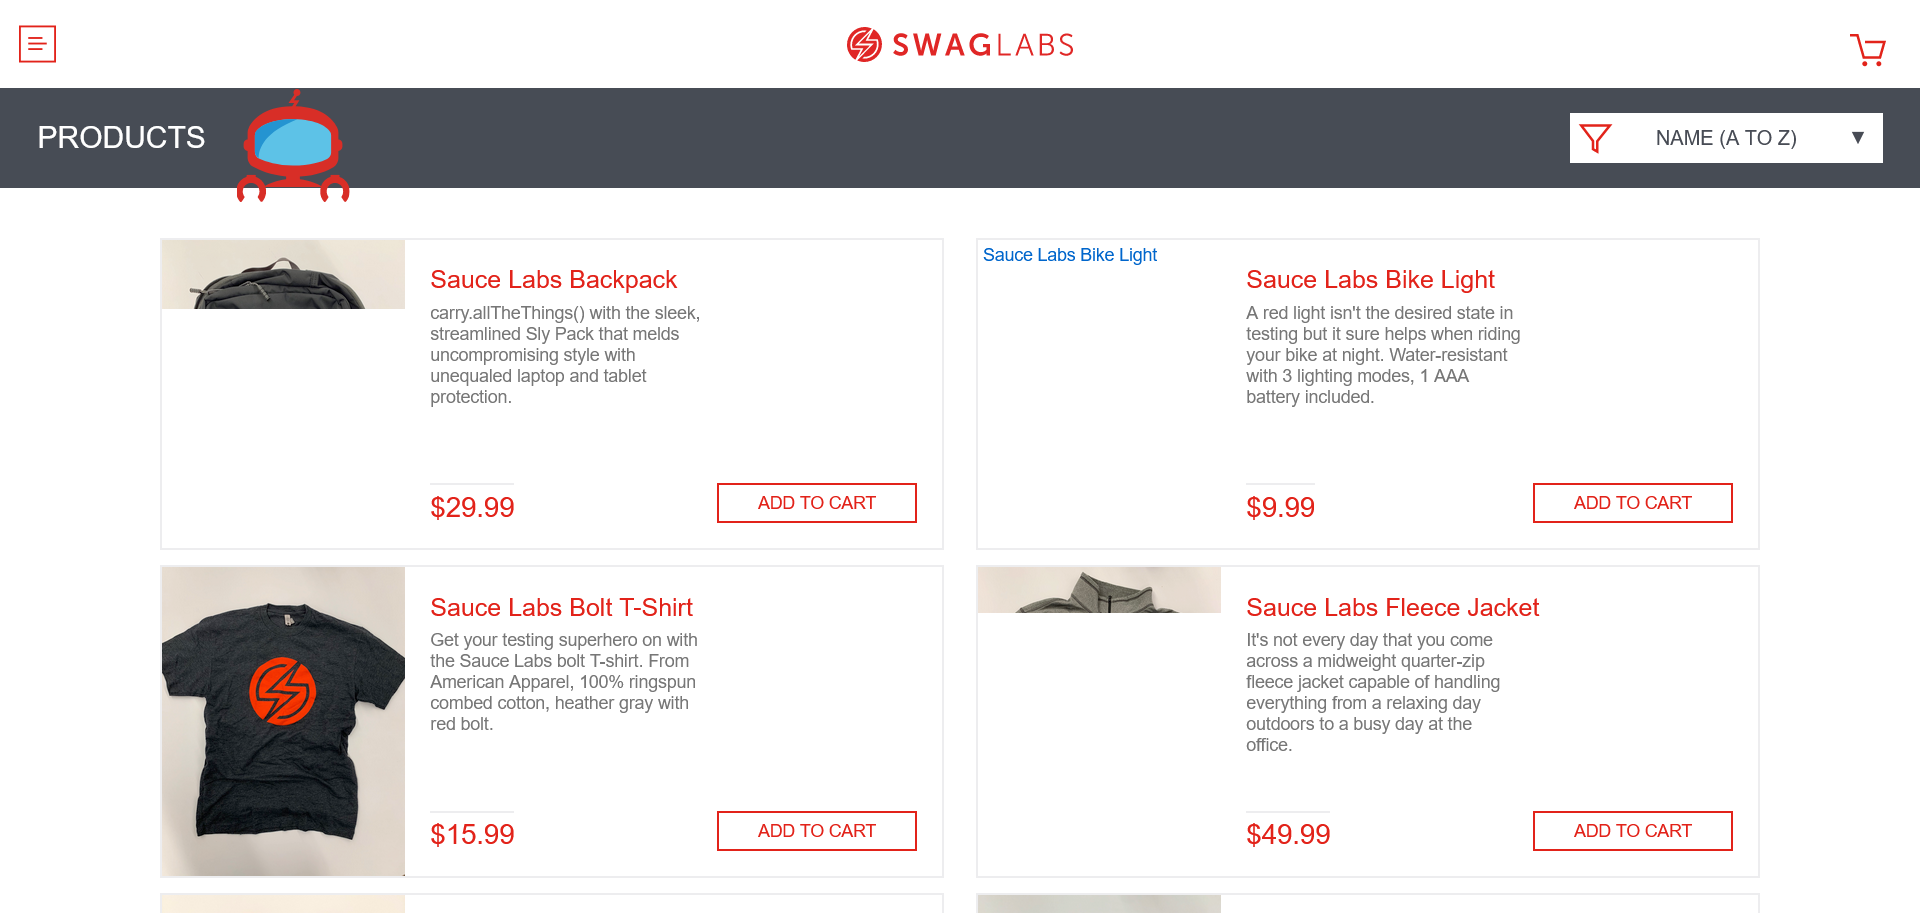 SWAGLABS
PRODUCTS
NAME (A TO Z)
Sauce Labs Backpack
carry.allTheThings() with the sleek,
streamlined Sly Pack that melds
uncompromising style with
unequaled laptop and tablet
protection.
$29.99
ADD TO CART
Sauce Labs Bike Light
Sauce Labs Bike Light
A red light isn't the desired state in
testing but it sure helps when riding
your bike at night. Water-resistant
with 3 lighting modes, 1 AAA
battery included.
$9.99
ADD TO CART
Sauce Labs Bolt T-Shirt
Get your testing superhero on with
the Sauce Labs bolt T-shirt. From
American Apparel, 100% ringspun
combed cotton, heather gray with
red bolt.
$15.99
ADD TO CART
Sauce Labs Fleece Jacket
It's not every day that you come
across a midweight quarter-zip
fleece jacket capable of handling
everything from a relaxing day
outdoors to a busy day at the
office.
$49.99
ADD TO CART